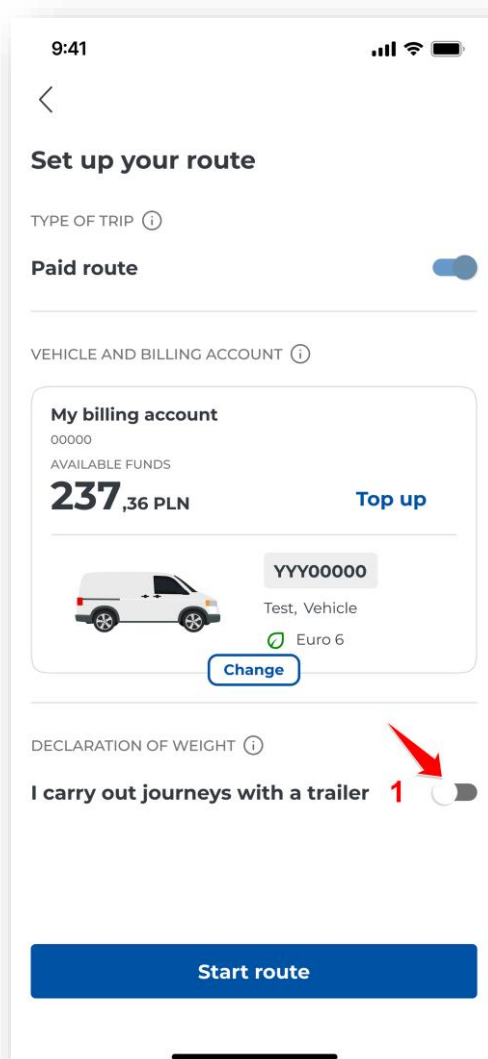 9:41
Set up your route
TYPE OF TRIP
Paid route
VEHICLE AND BILLING ACCOUNT
My billing account
00000
AVAILABLE FUNDS
237,36 PLN
Top up
YYY00000
Test, Vehicle
Euro 6
Change
DECLARATION OF WEIGHT
I carry out journeys with a trailer 1
Start route